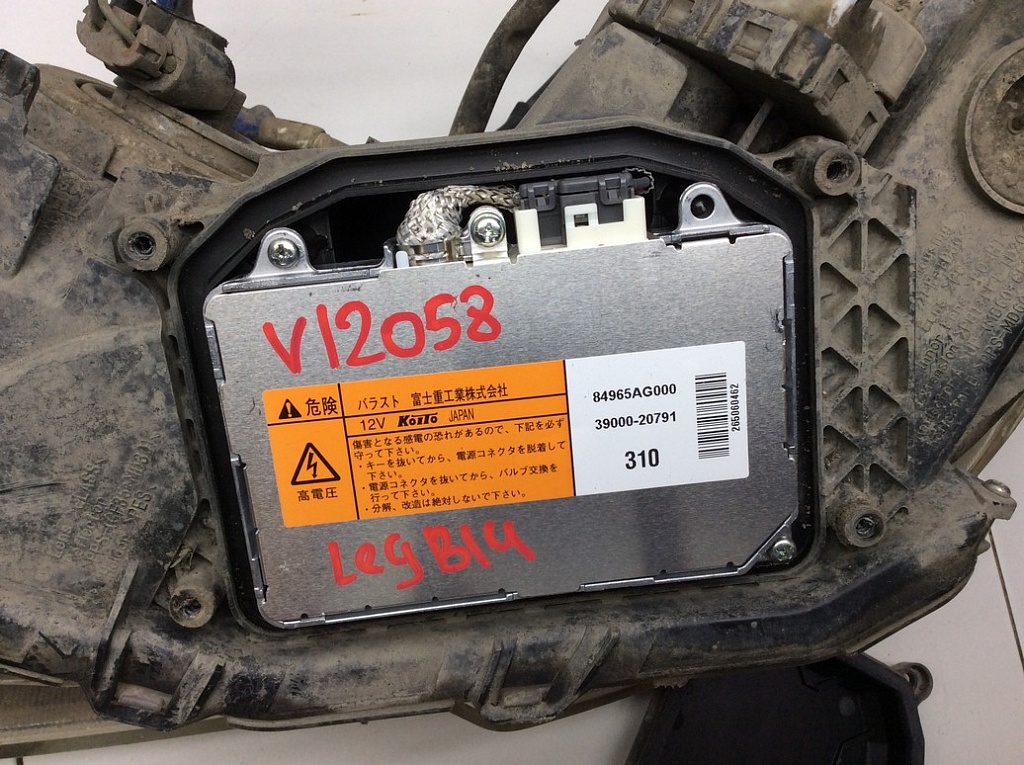 V12058
危険
バラスト 富士重工業株式会社
12V KOITO JAPAN
高電圧
傷害となる感電の恐れがあるので、下記を必ず
守って下さい。
・キーを抜いてから、電源コネクタを脱着して
下さい。
・電源コネクタを抜いてから、バルブ交換を
行って下さい。
・分解、改造は絶対しないで下さい。
84965AG000
39000-20791
310
265060462
Leg B14